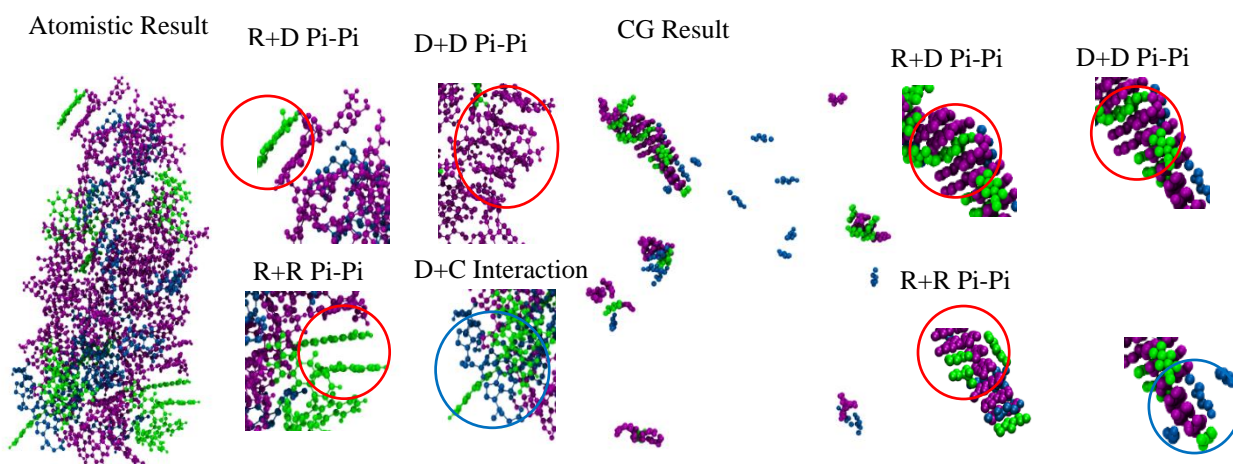 Atomistic Result
R+D Pi-Pi
D+D Pi-Pi
CG Result
R+D Pi-Pi
D+D Pi-Pi
R+R Pi-Pi
D+C Interaction
R+R Pi-Pi